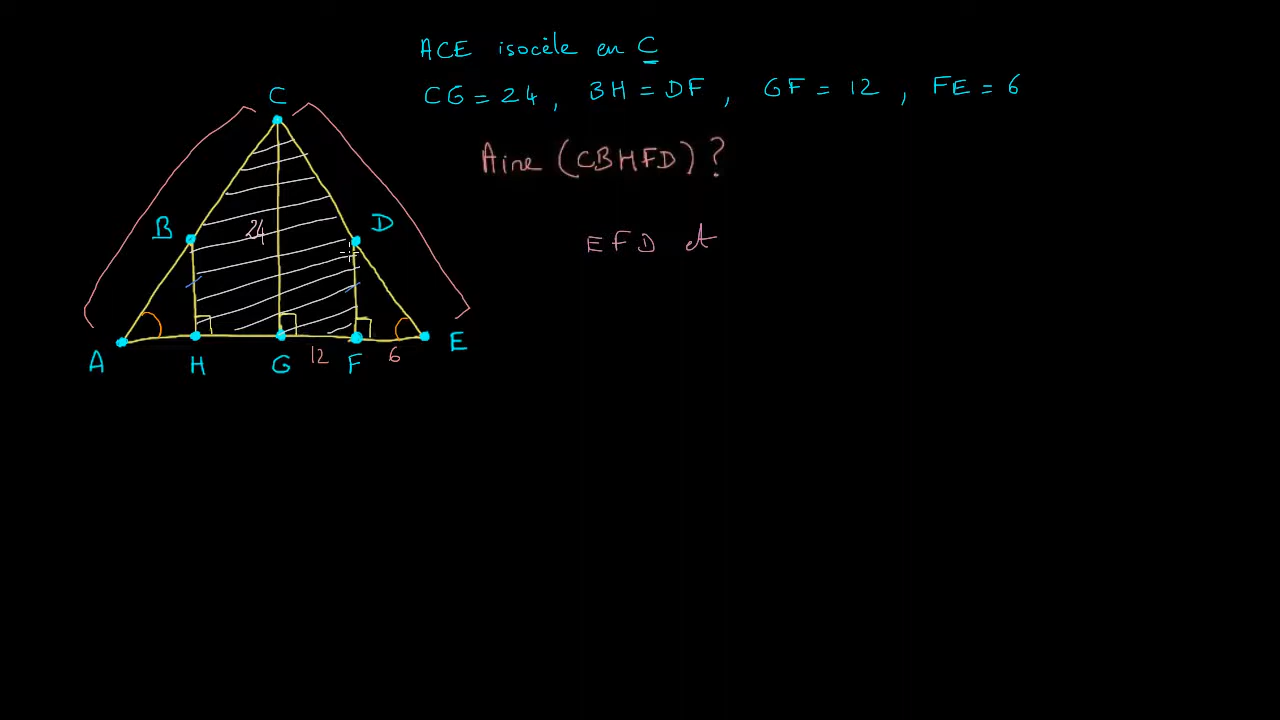 ACE isocèle en C
CG = 24 , BH = DF , GF = 12 , FE = 6
C
Aire (CBHFD) ?
B
24
D
EFD et
A
H
G
12
F
6
E